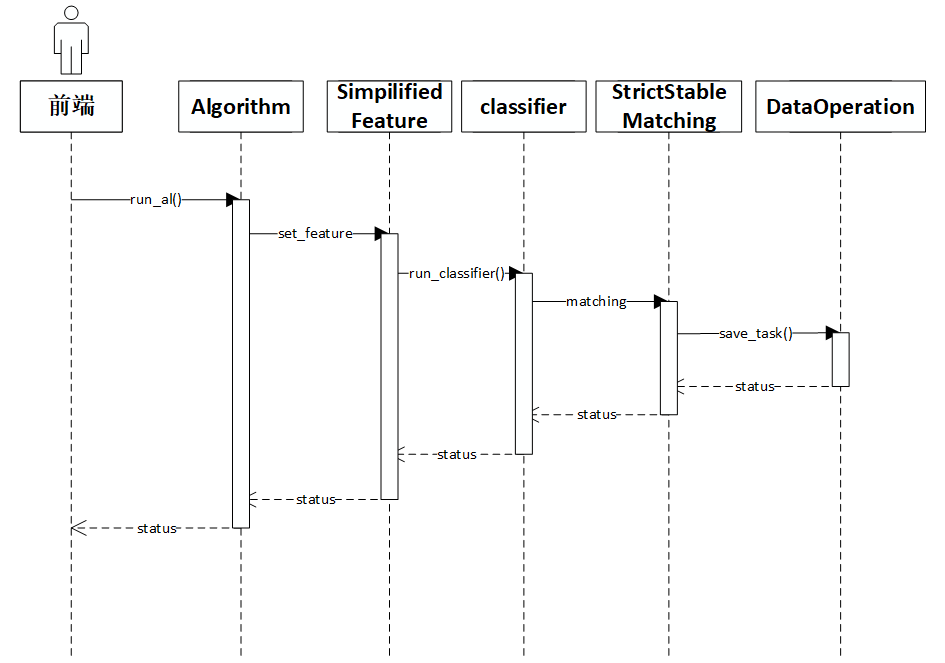 前端
Algorithm
Simpilified
Feature
classifier
StrictStable
Matching
DataOperation
run_al()
set_feature
run_classifier()
matching
save_task()
status
status
status
status
status